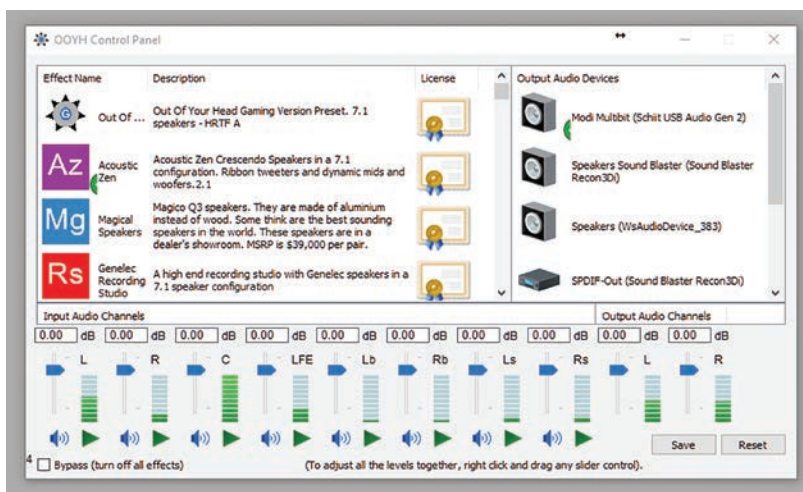 OOYH Control Panel
Effect Name Description License Output Audio Devices
G
Out Of ...
Out Of Your Head Gaming Version Preset. 7.1
speakers - HRTF A
Modi Multibit (Schiit USB Audio Gen 2)
Az
Acoustic
Zen
Acoustic Zen Crescendo Speakers in a 7.1
configuration. Ribbon tweeters and dynamic mids and
woofers.2.1
Speakers Sound Blaster (Sound Blaster
Recon3Di)
Mg
Magical
Speakers
Magico Q3 speakers. They are made of aluminium
instead of wood. Some think are the best sounding
speakers in the world. These speakers are in a
dealer's showroom. MSRP is $39,000 per pair.
Speakers (WsAudioDevice_383)
Rs
Genelec
Recording
Studio
A high end recording studio with Genelec speakers in a
7.1 speaker configuration
SPDIF-Out (Sound Blaster Recon3Di)
Input Audio Channels Output Audio Channels
0.00 dB 0.00 dB 0.00 dB 0.00 dB 0.00 dB 0.00 dB 0.00 dB 0.00 dB 0.00 dB 0.00 dB
L R C LFE Lb Rb Ls Rs L R
Save Reset
4 Bypass (turn off all effects) (To adjust all the levels together, right click and drag any slider control).